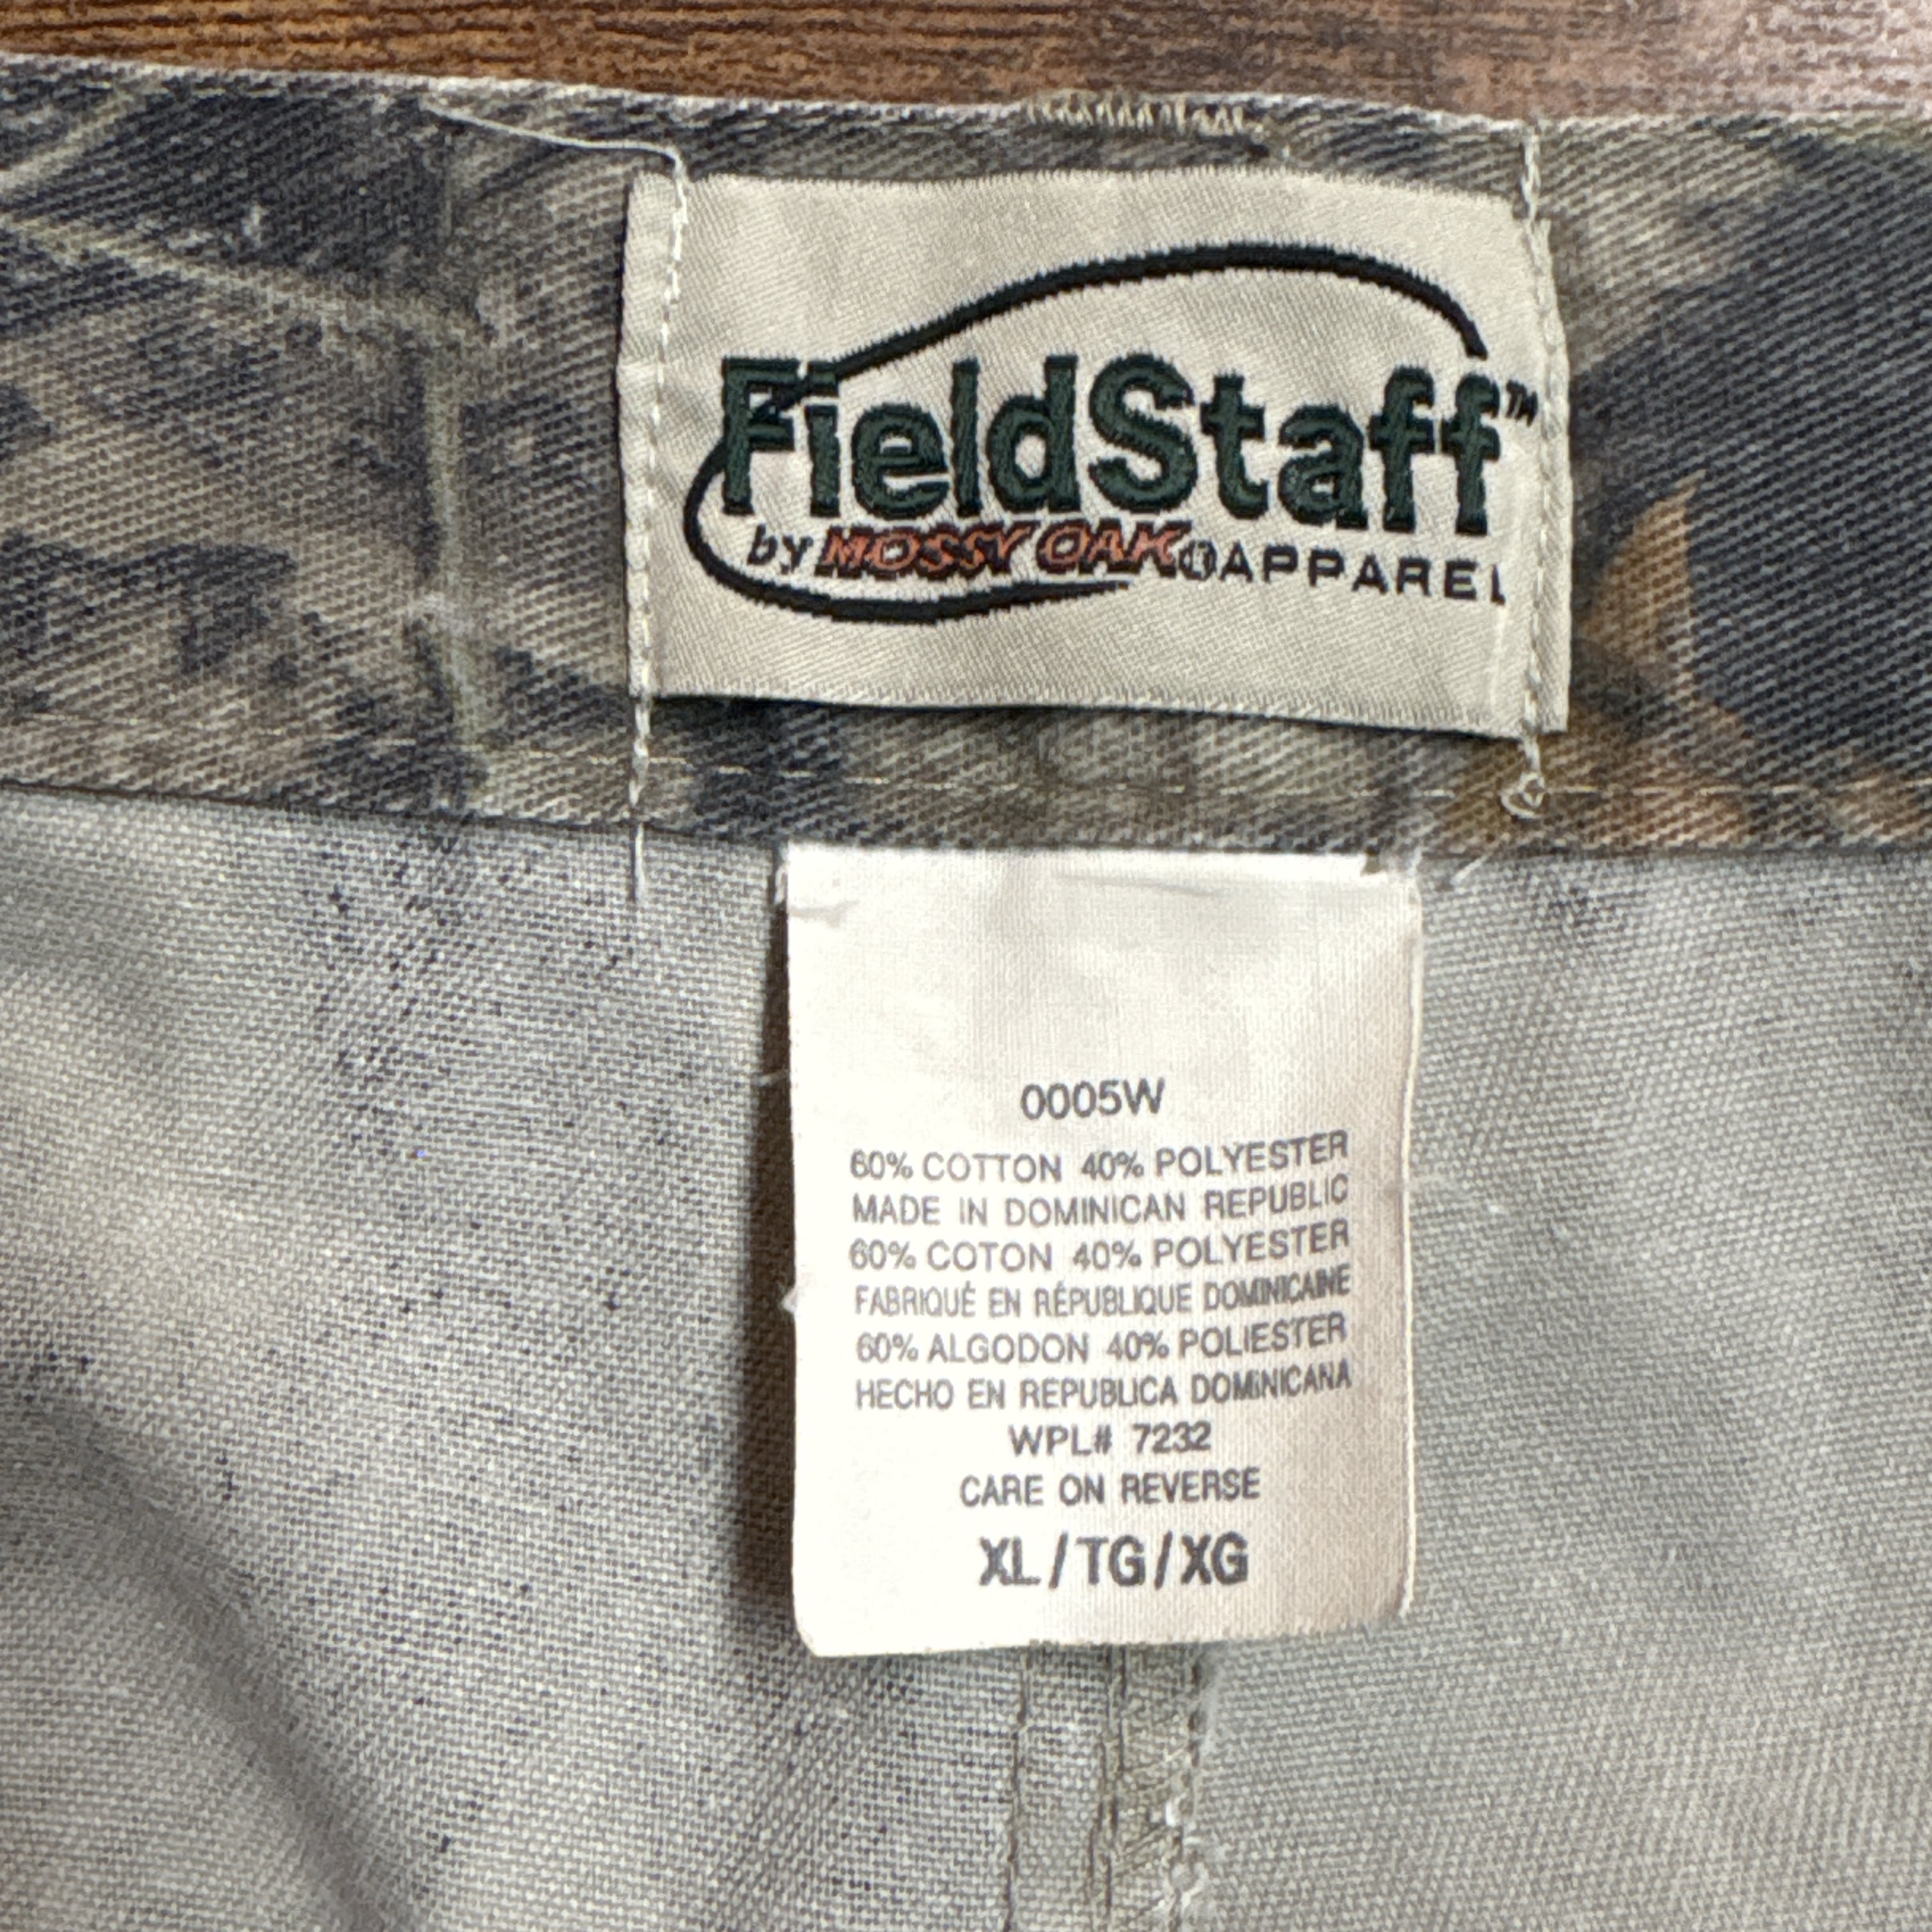 FieldStaff™
by MOSSY OAK® APPAREL
0005W
60% COTTON 40% POLYESTER
MADE IN DOMINICAN REPUBLIC
60% COTON 40% POLYESTER
FABRIQUÉ EN RÉPUBLIQUE DOMINICAINE
60% ALGODON 40% POLIESTER
HECHO EN REPUBLICA DOMINICANA
WPL# 7232
CARE ON REVERSE
XL/TG/XG